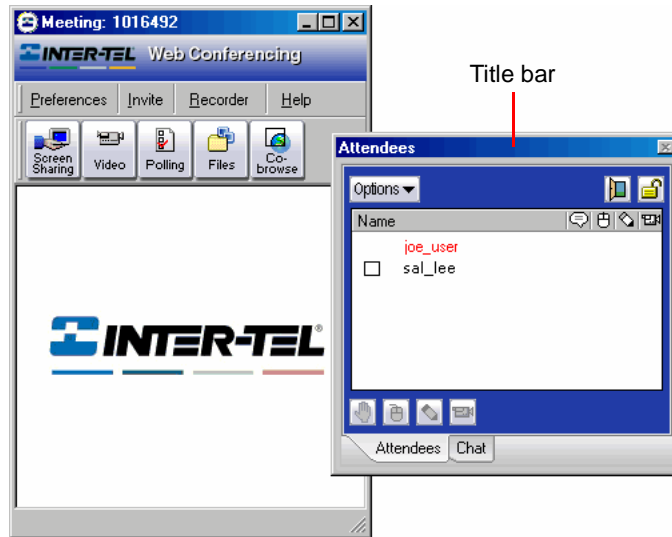 Meeting: 1016492
INTER-TEL Web Conferencing
Preferences Invite Recorder Help
Screen Sharing
Video
Polling
Files
Co-browse
INTER-TEL®
Title bar
Attendees
Options
Name
joe_user
sal_lee
Attendees Chat